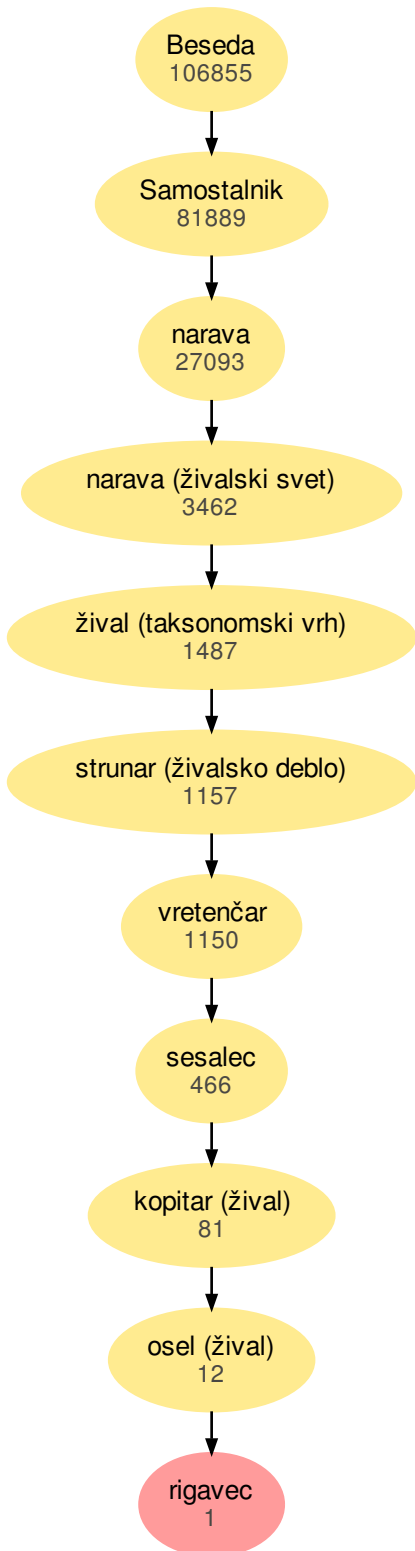 Beseda
106855
Samostalnik
81889
narava
27093
narava (živalski svet)
3462
žival (taksonomski vrh)
1487
strunar (živalsko deblo)
1157
vretenčar
1150
sesalec
466
kopitar (žival)
81
osel (žival)
12
rigavec
1